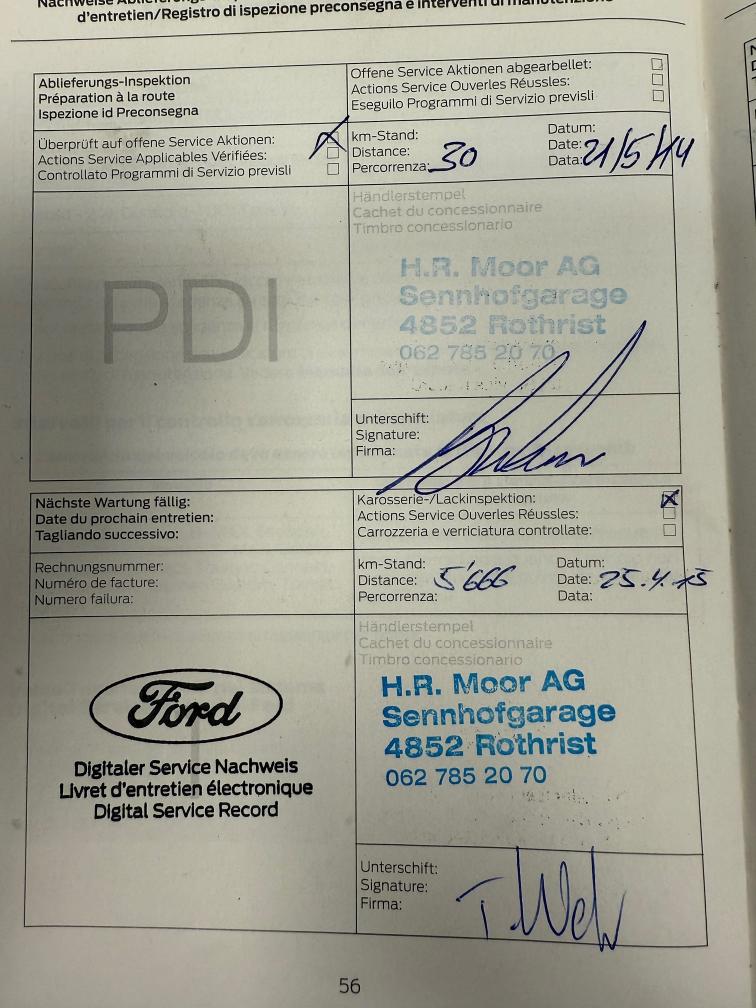 Nachweise Ablieferungs-
d'entretien/Registro di ispezione preconsegna e interventi di manutenzione
Ablieferungs-Inspektion
Préparation à la route
Ispezione id Preconsegna
Offene Service Aktionen abgearbellet:
Actions Service Ouverles Réussles:
Eseguilo Programmi di Servizio previsli
Überprüft auf offene Service Aktionen:
Actions Service Applicables Vérifiées:
Controllato Programmi di Servizio previsli
km-Stand:
Distance:
Percorrenza: 30
Datum:
Date: 21/5/14
Data:
PDI
Händlerstempel
Cachet du concessionnaire
Timbro concessionario
H.R. Moor AG
Sennhofgarage
4852 Rothrist
062 785 20 70
Unterschift:
Signature:
Firma:
Nächste Wartung fällig:
Date du prochain entretien:
Tagliando successivo:
Karosserie-/Lackinspektion:
Actions Service Ouverles Réussles:
Carrozzeria e verriciatura controllate:
Rechnungsnummer:
Numéro de facture:
Numero failura:
km-Stand:
Distance: 5'666
Percorrenza:
Datum:
Date: 25.4.15
Data:
Ford
Digitaler Service Nachweis
Livret d'entretien électronique
Digital Service Record
Händlerstempel
Cachet du concessionnaire
Timbro concessionario
H.R. Moor AG
Sennhofgarage
4852 Rothrist
062 785 20 70
Unterschift:
Signature:
Firma:
56